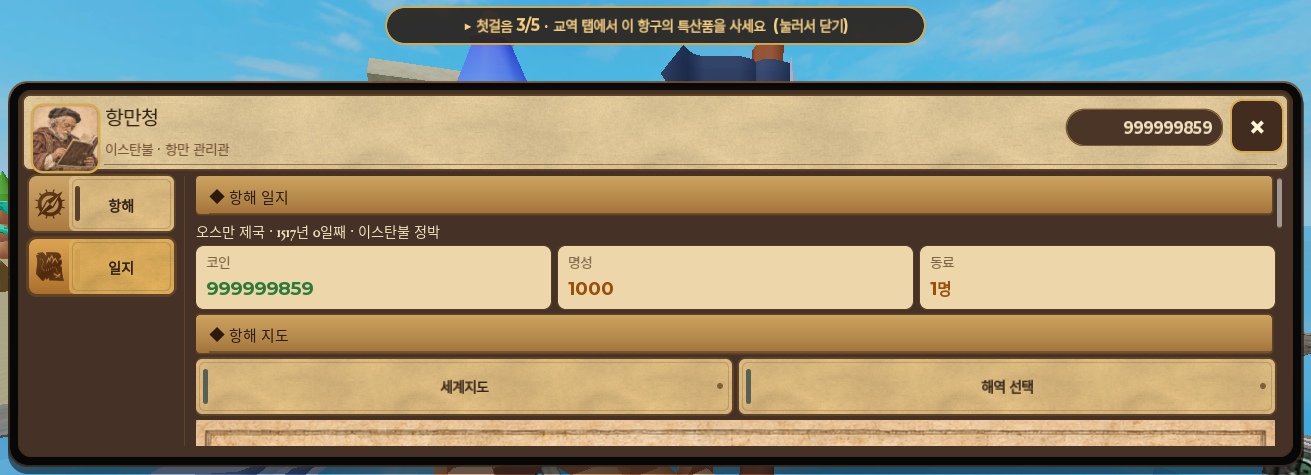 ▸ 첫걸음 3/5 · 교역 탭에서 이 항구의 특산품을 사세요 (눌러서 닫기)
항만청
이스탄불 · 항만 관리관
999999859
×
항해
일지
◆ 항해 일지
오스만 제국 · 1517년 0일째 · 이스탄불 정박
코인
999999859
명성
1000
동료
1명
◆ 항해 지도
세계지도
해역 선택